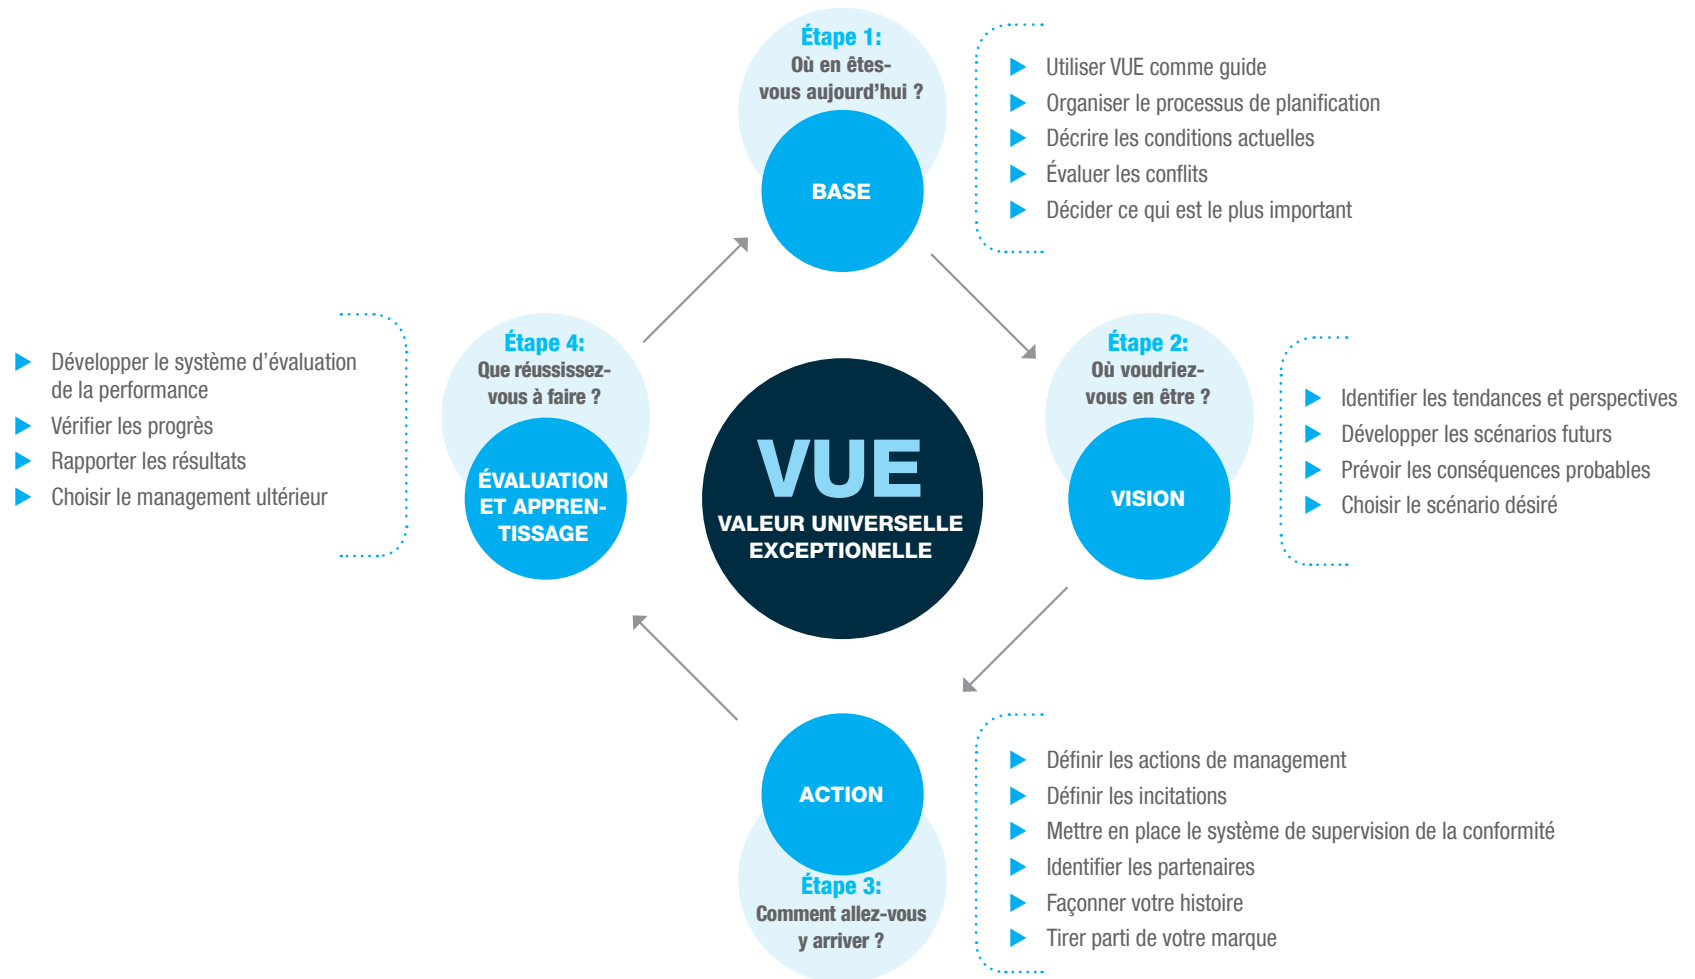 Étape 1:
Où en êtes-
vous aujourd'hui ?
BASE
Utiliser VUE comme guide
Organiser le processus de planification
Décrire les conditions actuelles
Évaluer les conflits
Décider ce qui est le plus important
Étape 2:
Où voudriez-
vous en être ?
VISION
Identifier les tendances et perspectives
Développer les scénarios futurs
Prévoir les conséquences probables
Choisir le scénario désiré
VUE
VALEUR UNIVERSELLE
EXCEPTIONELLE
ACTION
Étape 3:
Comment allez-vous
y arriver ?
Définir les actions de management
Définir les incitations
Mettre en place le système de supervision de la conformité
Identifier les partenaires
Façonner votre histoire
Tirer parti de votre marque
Étape 4:
Que réussissez-
vous à faire ?
ÉVALUATION
ET APPREN-
TISSAGE
Développer le système d'évaluation
de la performance
Vérifier les progrès
Rapporter les résultats
Choisir le management ultérieur